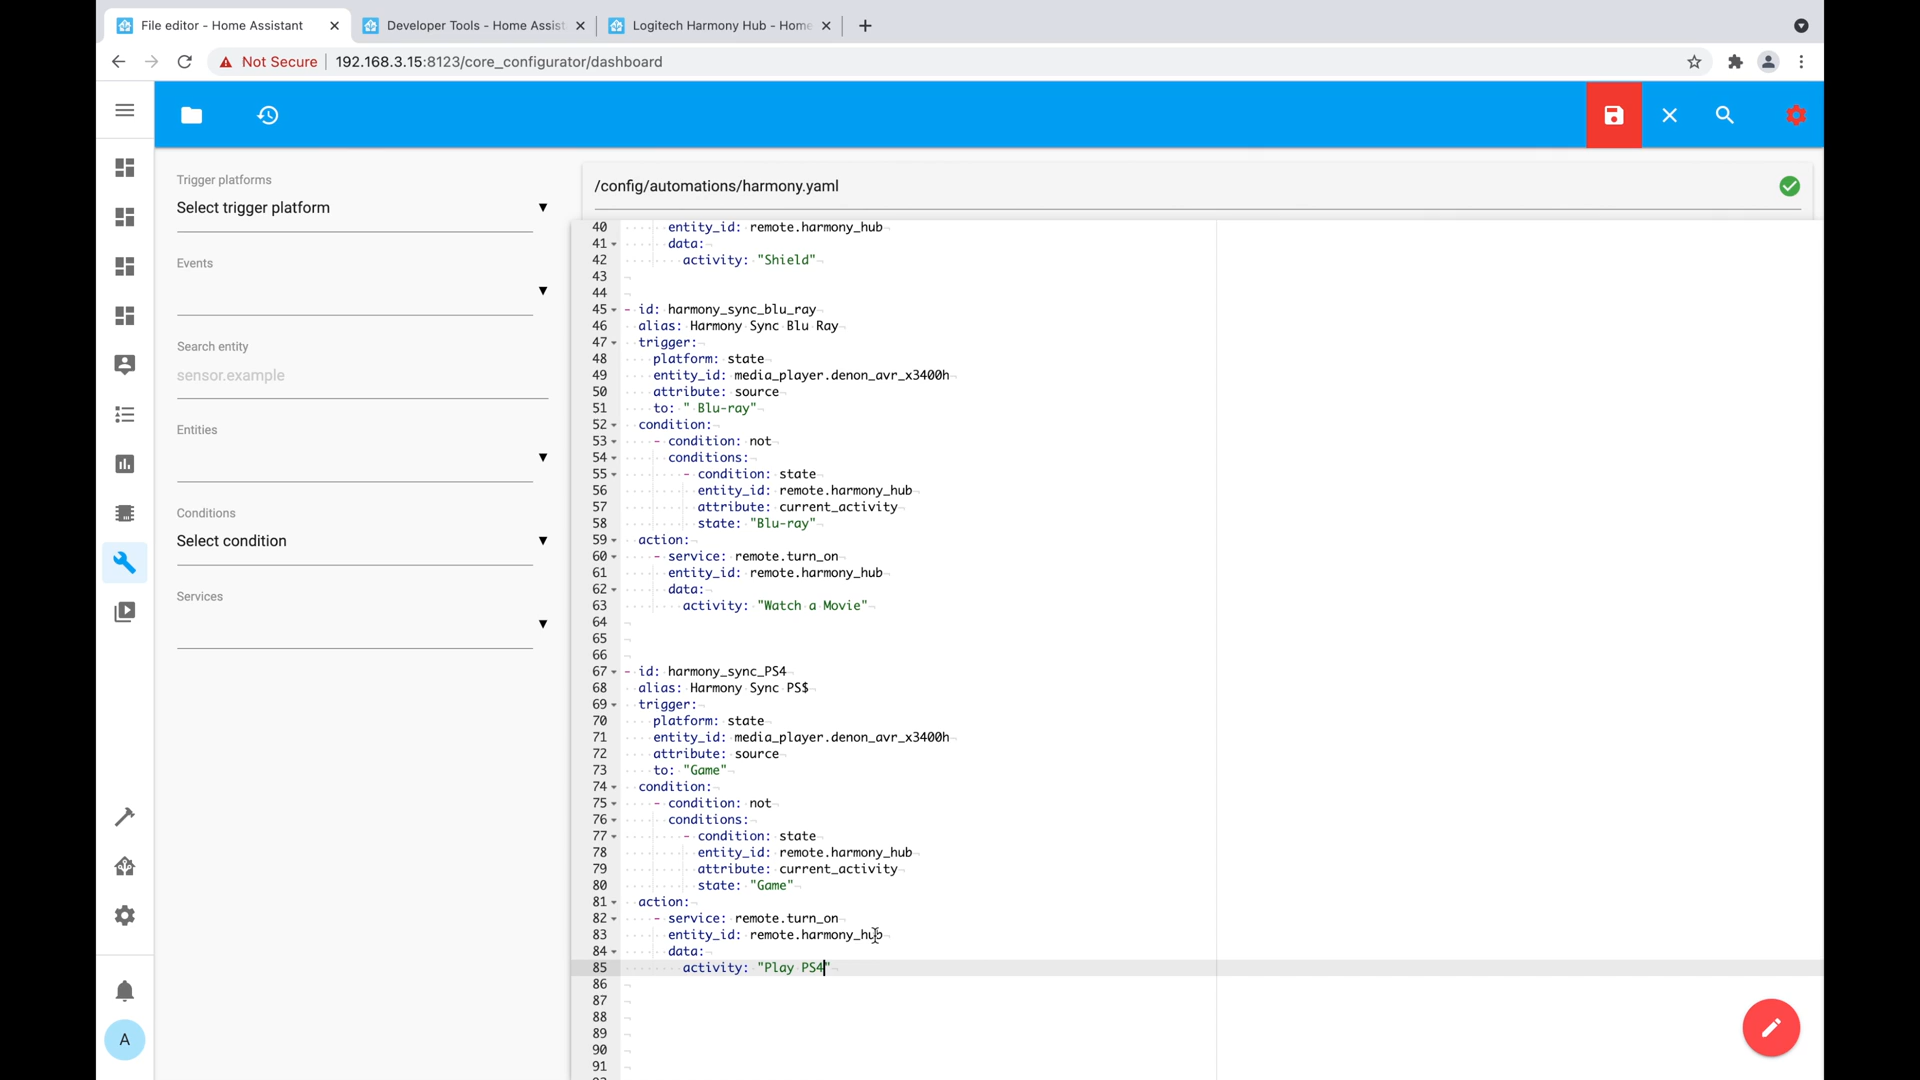 File editor - Home Assistant
Developer Tools - Home Assist
Logitech Harmony Hub - Home
Not Secure
192.168.3.15:8123/core_configurator/dashboard
Trigger platforms
Select trigger platform
Events
Search entity
sensor.example
Entities
Conditions
Select condition
Services
A
/config/automations/harmony.yaml
40 entity_id: remote.harmony_hub
41 data:
42 activity: "Shield"
43
44
45 - id: harmony_sync_blu_ray
46 alias: Harmony Sync Blu Ray
47 trigger:
48 platform: state
49 entity_id: media_player.denon_avr_x3400h
50 attribute: source
51 to: " Blu-ray"
52 condition:
53 - condition: not
54 conditions:
55 - condition: state
56 entity_id: remote.harmony_hub
57 attribute: current_activity
58 state: "Blu-ray"
59 action:
60 - service: remote.turn_on
61 entity_id: remote.harmony_hub
62 data:
63 activity: "Watch a Movie"
64
65
66
67 - id: harmony_sync_PS4
68 alias: Harmony Sync PS$
69 trigger:
70 platform: state
71 entity_id: media_player.denon_avr_x3400h
72 attribute: source
73 to: "Game"
74 condition:
75 - condition: not
76 conditions:
77 - condition: state
78 entity_id: remote.harmony_hub
79 attribute: current_activity
80 state: "Game"
81 action:
82 - service: remote.turn_on
83 entity_id: remote.harmony_hub
84 data:
85 activity: "Play PS4"
86
87
88
89
90
91